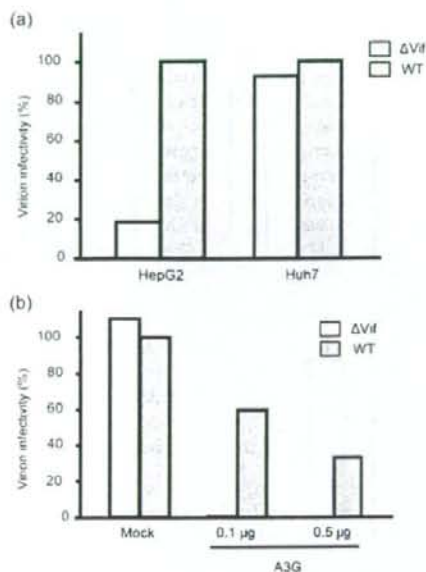 (a)
ΔVif
WT
Virion infectivity (%)
100
80
60
40
20
0
HepG2
Huh7
(b)
ΔVif
WT
Virion infectivity (%)
100
80
60
40
20
0
Mock
0.1 μg
0.5 μg
A3G